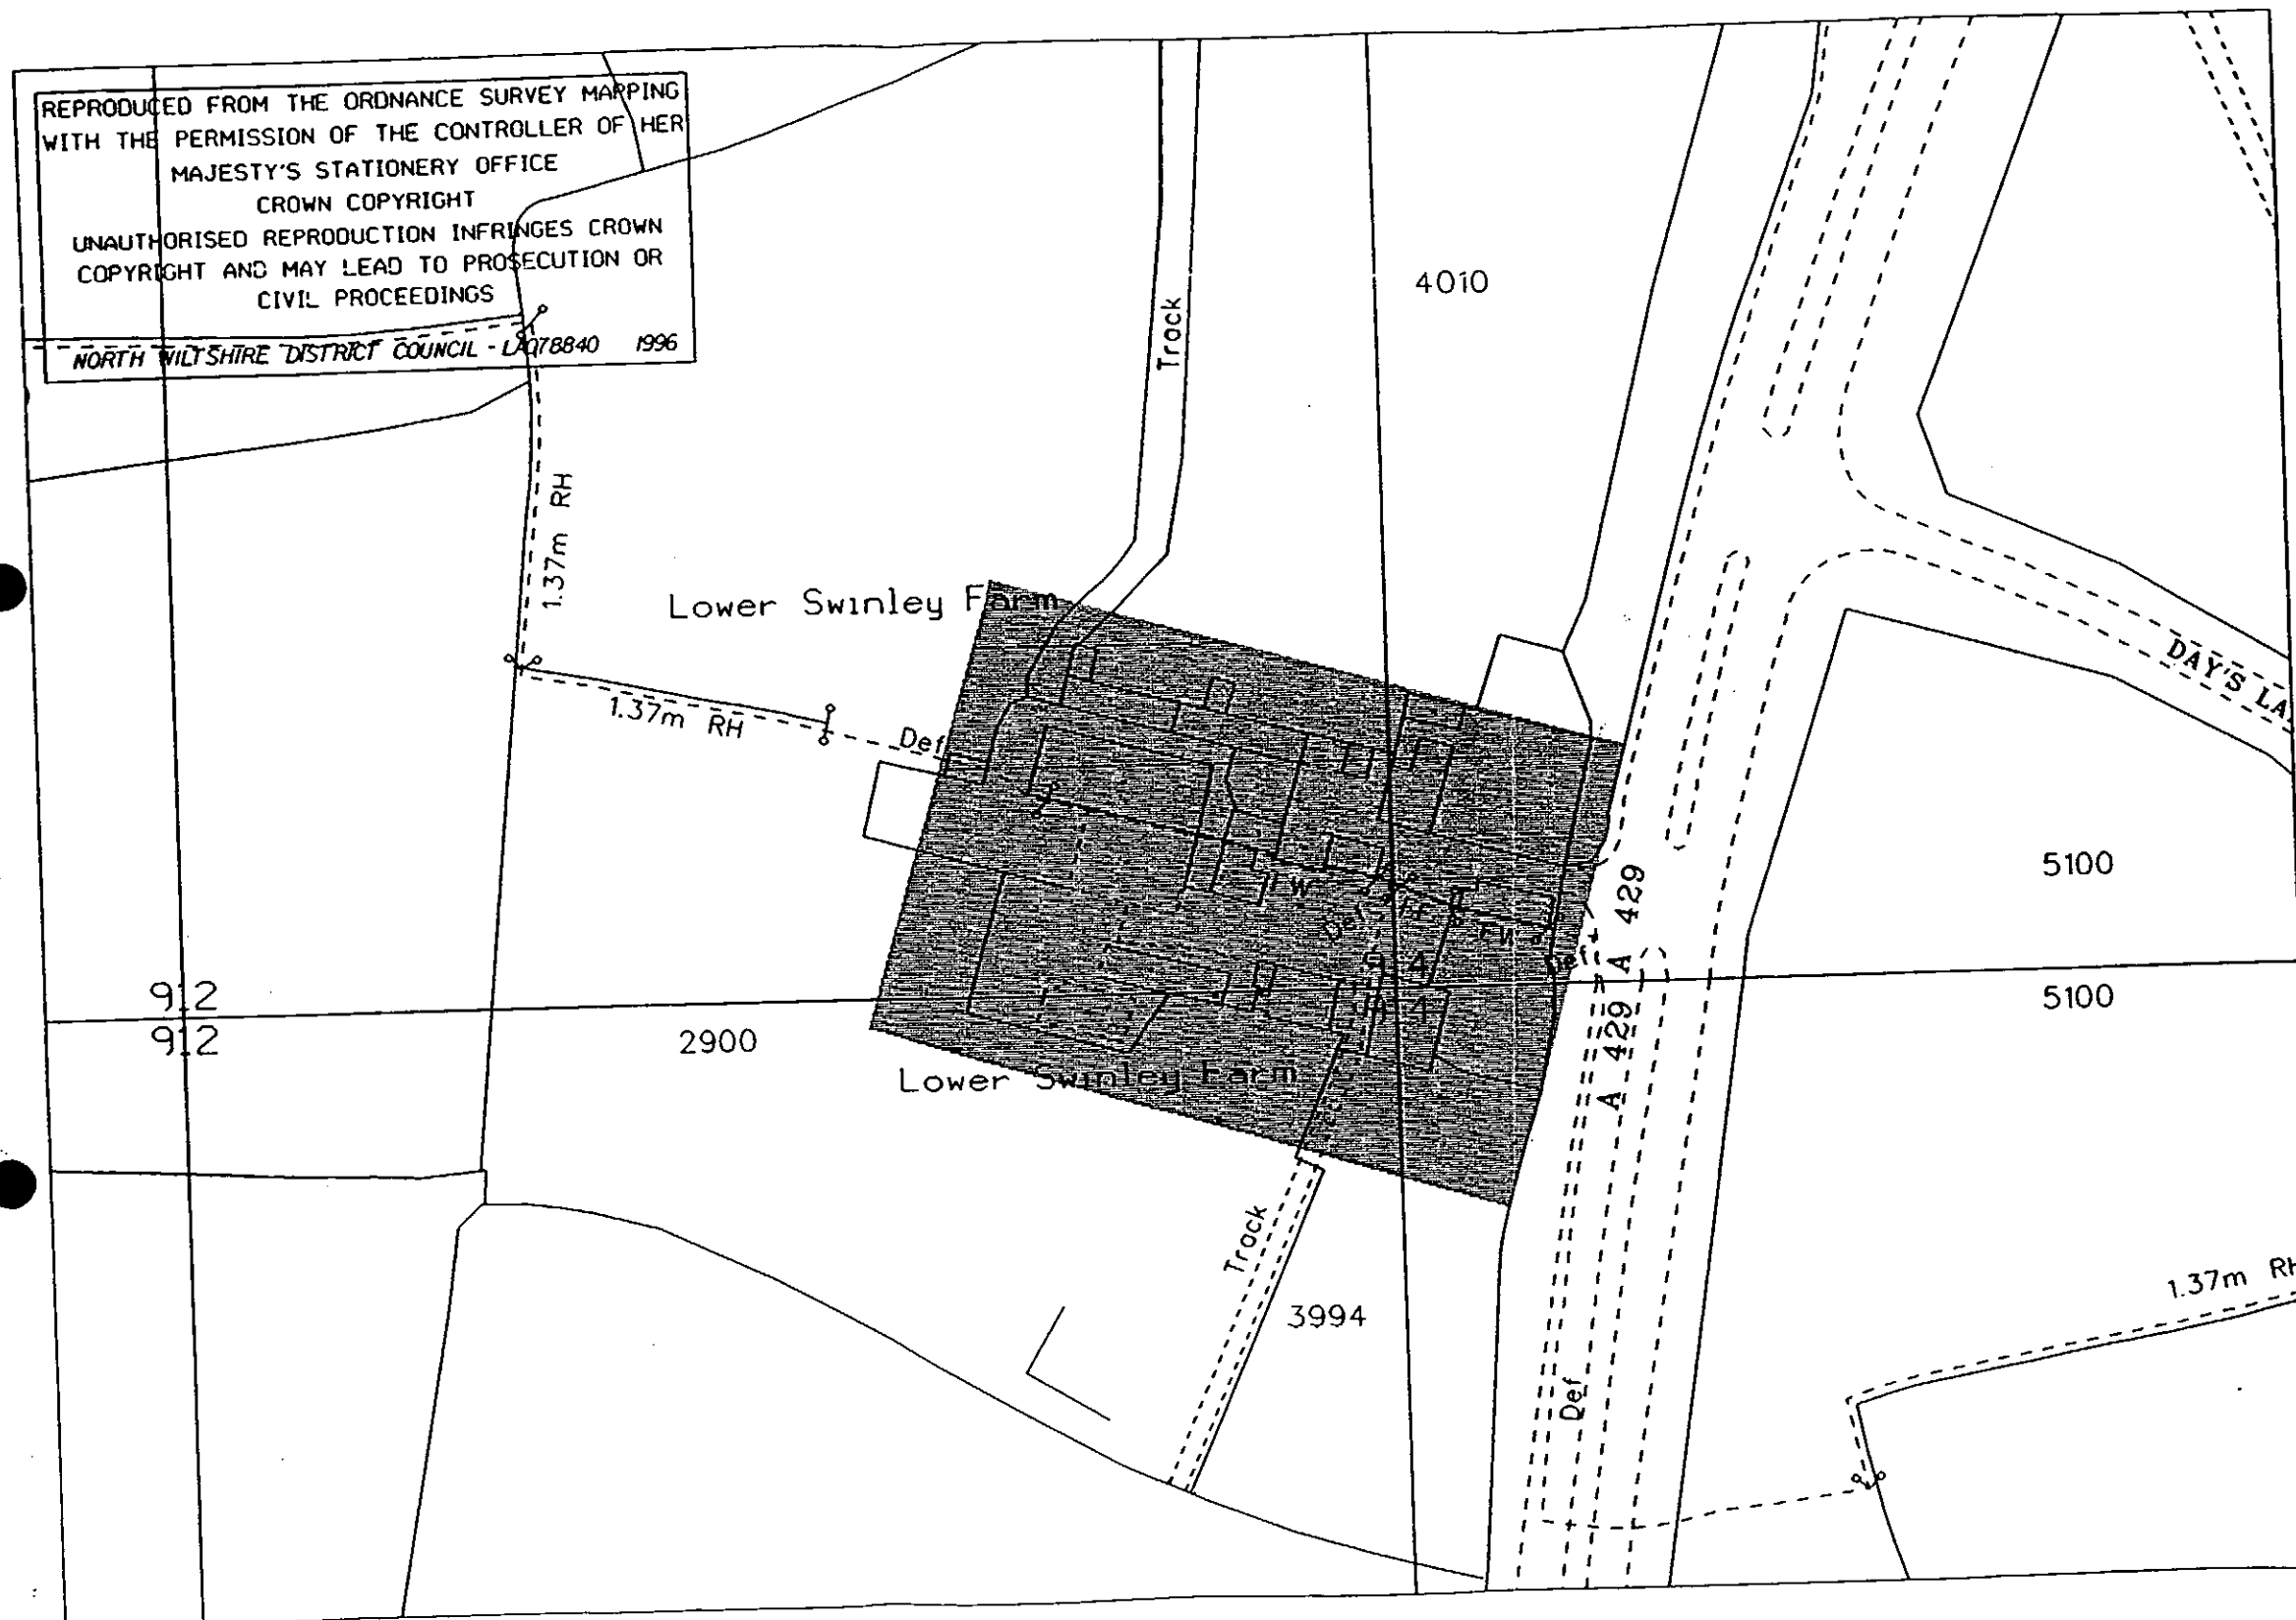 REPRODUCED FROM THE ORDNANCE SURVEY MAPPING
WITH THE PERMISSION OF THE CONTROLLER OF HER
MAJESTY'S STATIONERY OFFICE
CROWN COPYRIGHT
UNAUTHORISED REPRODUCTION INFRINGES CROWN
COPYRIGHT AND MAY LEAD TO PROSECUTION OR
CIVIL PROCEEDINGS
NORTH WILTSHIRE DISTRICT COUNCIL - LA078840 1996
4010
Track
1.37m RH
Lower Swinley Farm
DAY'S LA
1.37m RH
Def
5100
A 429
Def
Def
912
5100
912
2900
A 429
Lower Swinley Farm
Track
1.37m RH
3994
Def